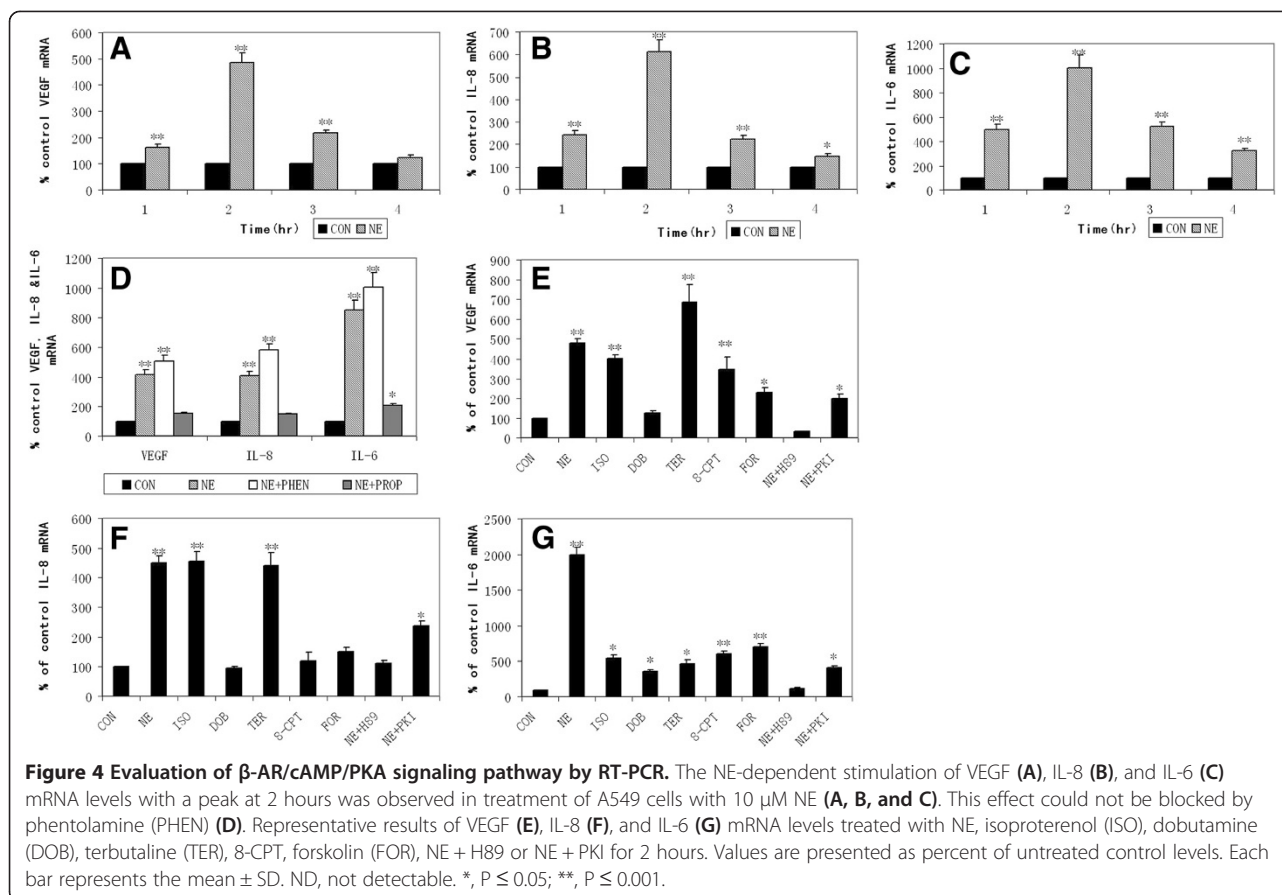 A
% control VEGF mRNA
600
500
400
300
200
100
0
**
**
**
1 2 3 4
Time(hr)
CON NE
B
% control IL-8 mRNA
700
600
500
400
300
200
100
0
**
**
**
*
1 2 3 4
Time(hr)
CON NE
C
% control IL-6 mRNA
1200
1000
800
600
400
200
0
**
**
**
**
1 2 3 4
Time(hr)
CON NE
D
% control VEGF, IL-8 &IL-6
mRNA
1200
1000
800
600
400
200
0
** **
** **
** ** *
VEGF IL-8 IL-6
CON NE NE+PHEN NE+PROP
E
% of control VEGF mRNA
900
800
700
600
500
400
300
200
100
0
** ** ** ** * *
CON NE ISO DOB TER 8-CPT FOR NE+H89 NE+PKI
F
% of control IL-8 mRNA
600
500
400
300
200
100
0
** ** ** *
CON NE ISO DOB TER 8-CPT FOR NE+H89 NE+PKI
G
% of control IL-6 mRNA
2500
2000
1500
1000
500
0
** * * * ** ** *
CON NE ISO DOB TER 8-CPT FOR NE+H89 NE+PKI
Figure 4 Evaluation of β-AR/cAMP/PKA signaling pathway by RT-PCR. The NE-dependent stimulation of VEGF (A), IL-8 (B), and IL-6 (C)
mRNA levels with a peak at 2 hours was observed in treatment of A549 cells with 10 μM NE (A, B, and C). This effect could not be blocked by
phentolamine (PHEN) (D). Representative results of VEGF (E), IL-8 (F), and IL-6 (G) mRNA levels treated with NE, isoproterenol (ISO), dobutamine
(DOB), terbutaline (TER), 8-CPT, forskolin (FOR), NE + H89 or NE + PKI for 2 hours. Values are presented as percent of untreated control levels. Each
bar represents the mean ± SD. ND, not detectable. *, P ≤ 0.05; **, P ≤ 0.001.